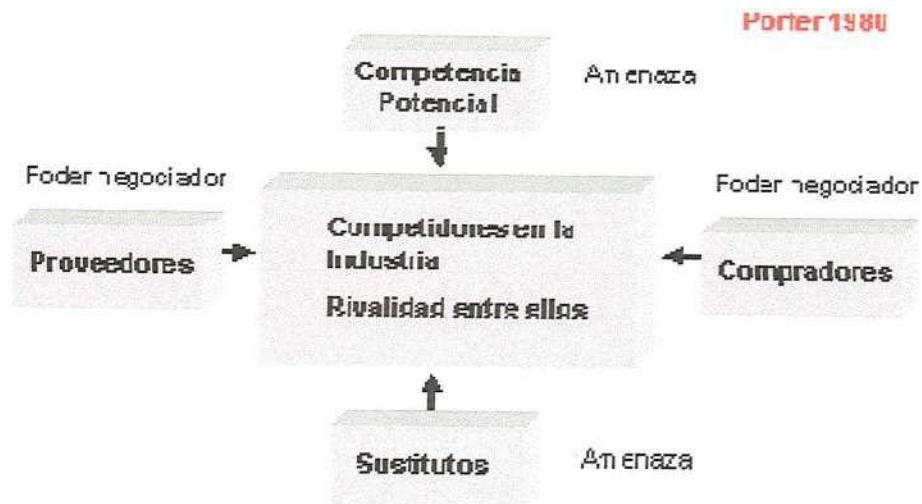 Porter 1980
Competencia
Potencial
Amenaza
Poder negociador
Poder negociador
Proveedores
Competidores en la
Industria
Rivalidad entre ellos
Compradores
Sustitutos
Amenaza